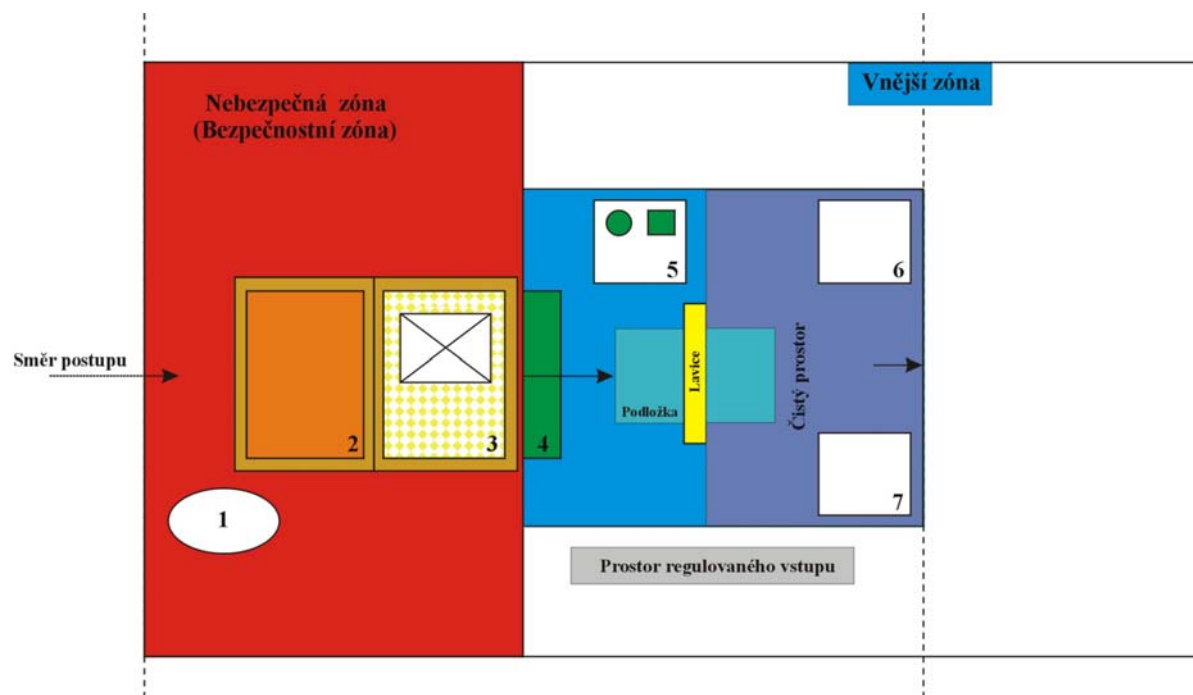 Nebezpečná zóna
(Bezpečnostní zóna)
Vnější zóna
5
6
Směr postupu
Lavice
Čistý prostor
Podložka
2
3
4
7
1
Prostor regulovaného vstupu